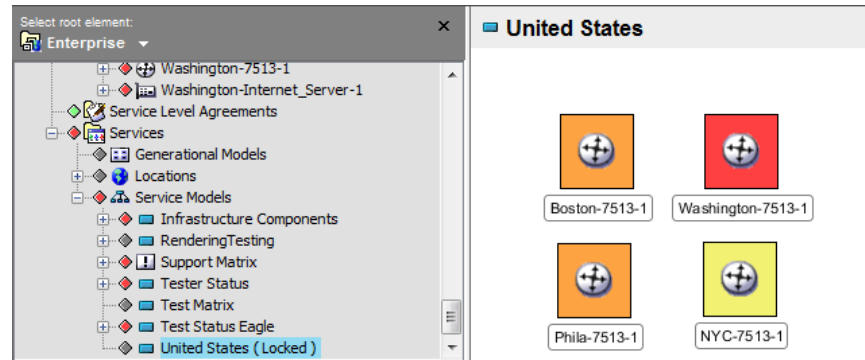 Select root element:
Enterprise
Washington-7513-1
Washington-Internet_Server-1
Service Level Agreements
Services
Generational Models
Locations
Service Models
Infrastructure Components
RenderingTesting
Support Matrix
Tester Status
Test Matrix
Test Status Eagle
United States ( Locked )
United States
Boston-7513-1
Washington-7513-1
Phila-7513-1
NYC-7513-1